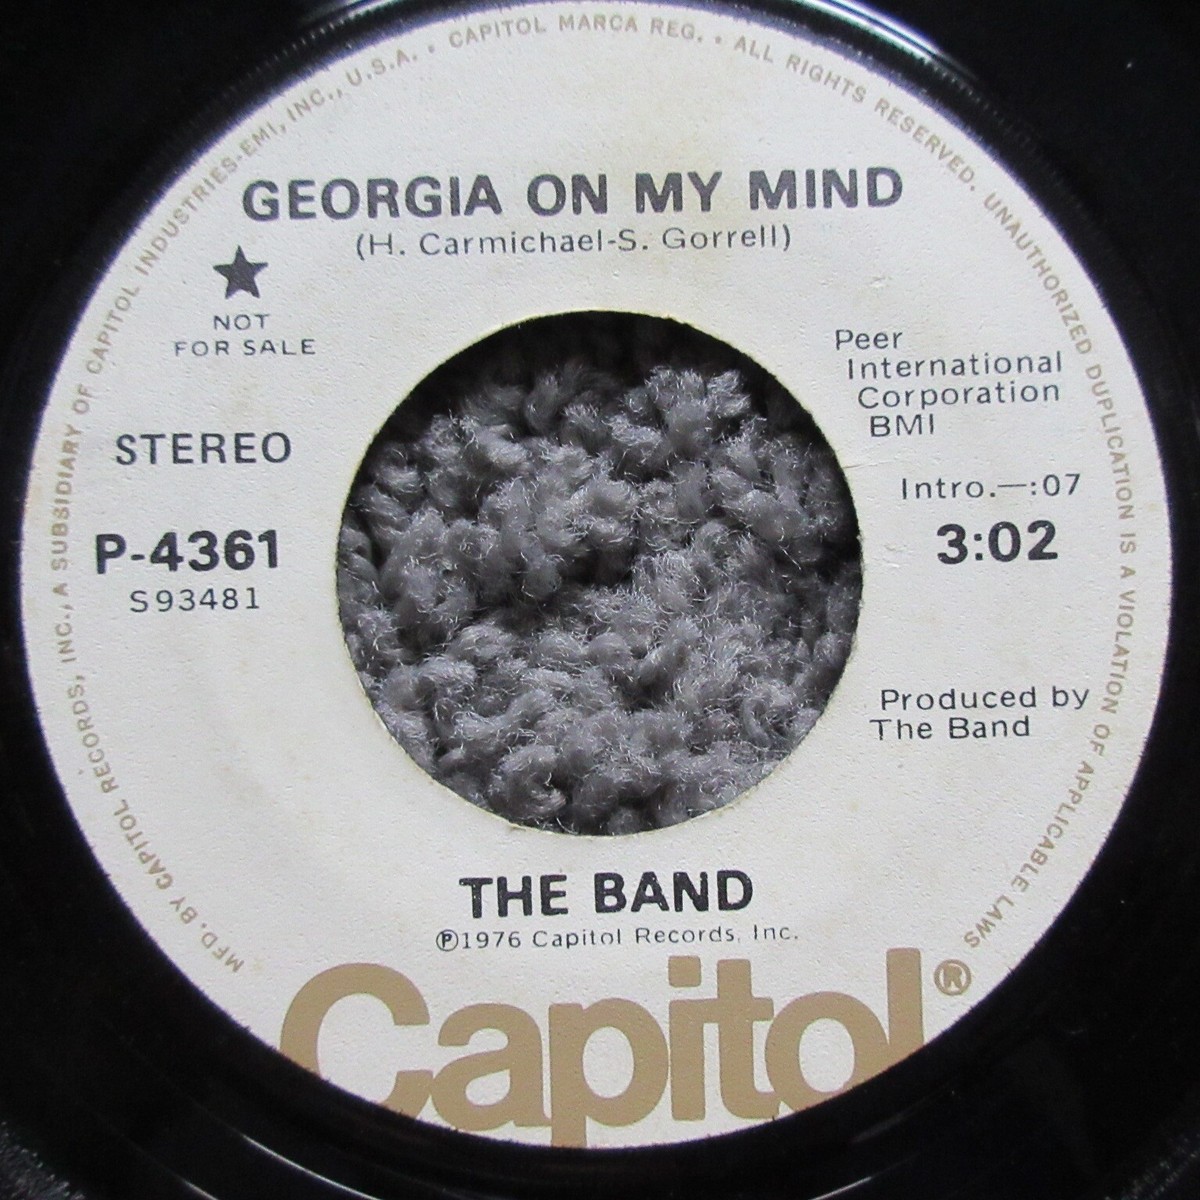 GEORGIA ON MY MIND
(H. Carmichael-S. Gorrell)
★
NOT
FOR SALE
STEREO
P-4361
S93481
Peer
International
Corporation
BMI
Intro.—:07
3:02
Produced by
The Band
THE BAND
℗1976 Capitol Records, Inc.
Capitol®
MFD. BY CAPITOL RECORDS, INC., A SUBSIDIARY OF CAPITOL INDUSTRIES-EMI, INC., U.S.A. • CAPITOL MARCA REG. • ALL RIGHTS RESERVED. UNAUTHORIZED DUPLICATION IS A VIOLATION OF APPLICABLE LAWS